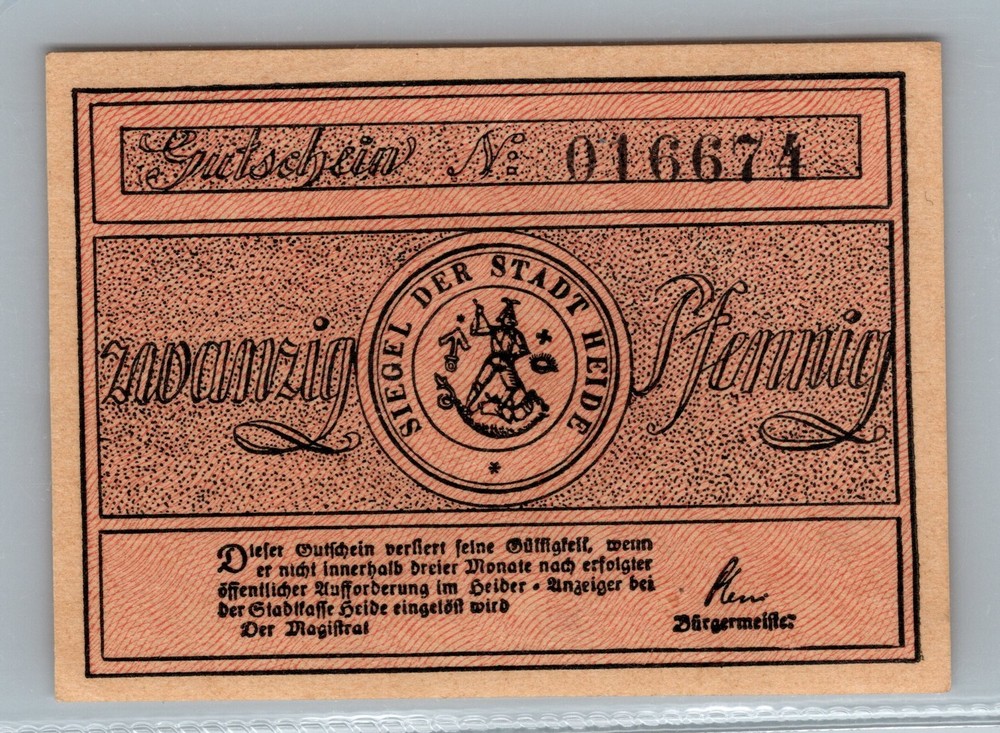 Gutschein No: 016674
zwanzig Pfennig
SIEGEL DER STADT HEIDE
*
Dieser Gutschein verliert seine Gültigkeit, wenn
er nicht innerhalb dreier Monate nach erfolgter
öffentlicher Aufforderung im Heider - Anzeiger bei
der Stadtkasse Heide eingelöst wird
Der Magistrat
Bürgermeister